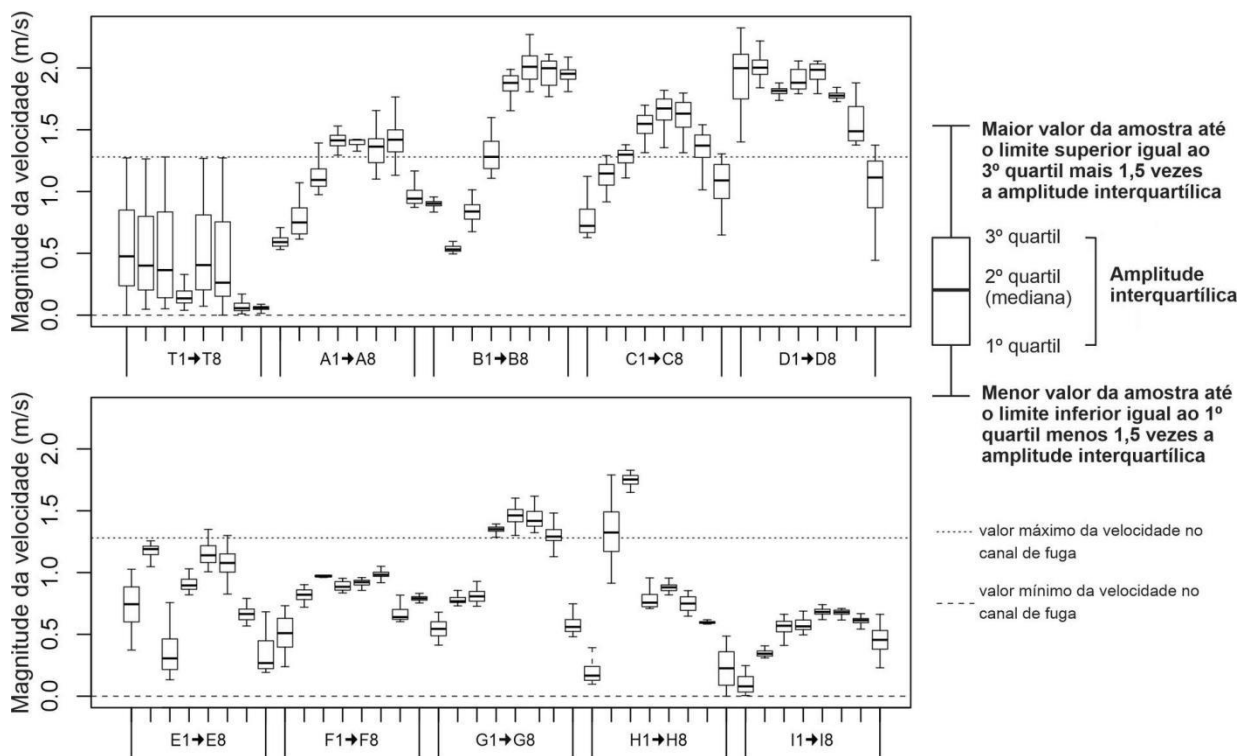 Magnitude da velocidade (m/s)
2.0
1.5
1.0
0.5
0.0
T1→T8
A1→A8
B1→B8
C1→C8
D1→D8
Maior valor da amostra até
o limite superior igual ao
3º quartil mais 1,5 vezes
a amplitude interquartílica
3º quartil
2º quartil
(mediana)
1º quartil
Amplitude
interquartílica
Menor valor da amostra até
o limite inferior igual ao 1º
quartil menos 1,5 vezes a
amplitude interquartílica
Magnitude da velocidade (m/s)
2.0
1.5
1.0
0.5
0.0
E1→E8
F1→F8
G1→G8
H1→H8
I1→I8
valor máximo da velocidade no
canal de fuga
valor mínimo da velocidade no
canal de fuga